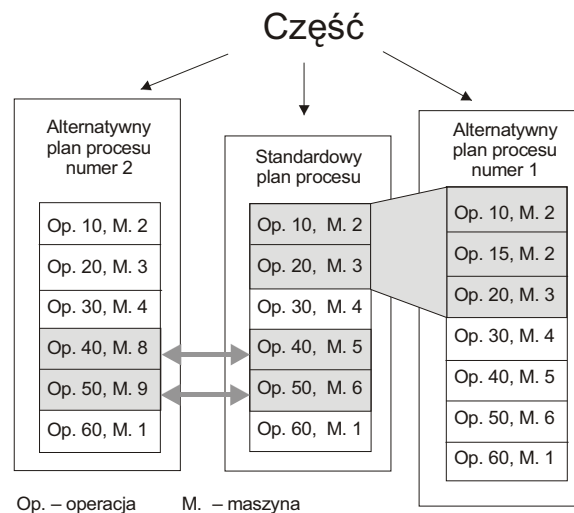 Część
Alternatywny
plan procesu
numer 2
Op. 10, M. 2
Op. 20, M. 3
Op. 30, M. 4
Op. 40, M. 8
Op. 50, M. 9
Op. 60, M. 1
Standardowy
plan procesu
Op. 10, M. 2
Op. 20, M. 3
Op. 30, M. 4
Op. 40, M. 5
Op. 50, M. 6
Op. 60, M. 1
Alternatywny
plan procesu
numer 1
Op. 10, M. 2
Op. 15, M. 2
Op. 20, M. 3
Op. 30, M. 4
Op. 40, M. 5
Op. 50, M. 6
Op. 60, M. 1
Op. – operacja M. – maszyna